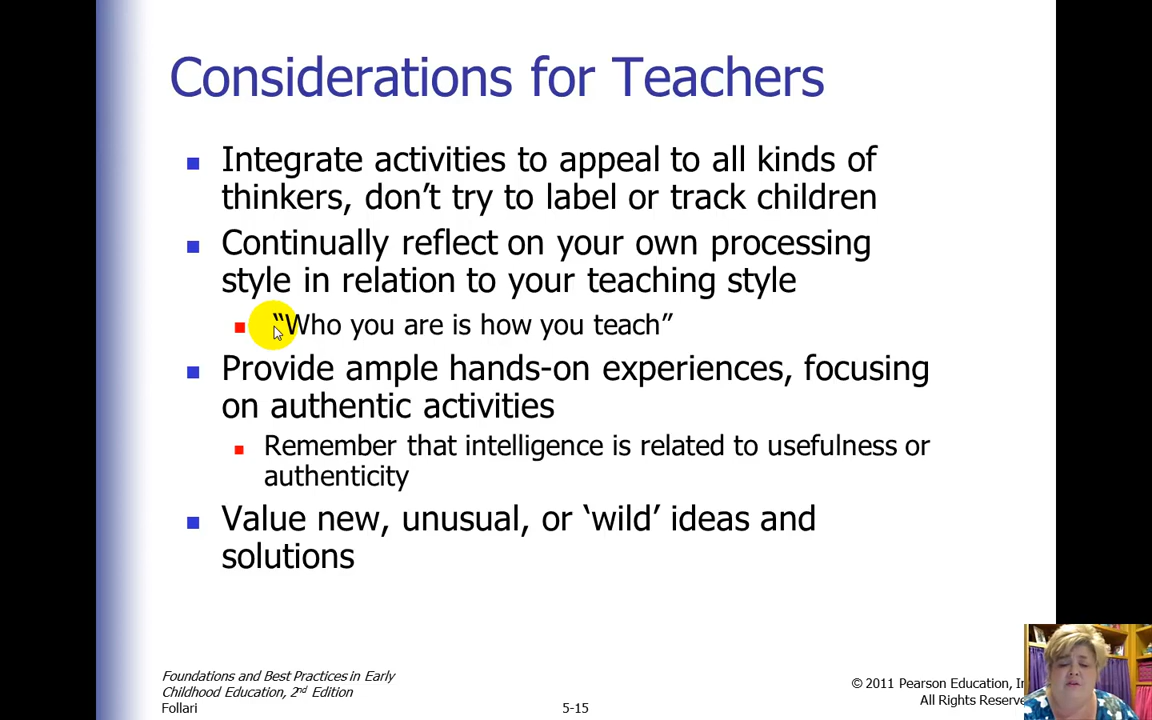 Considerations for Teachers
Integrate activities to appeal to all kinds of
thinkers, don’t try to label or track children
Continually reflect on your own processing
style in relation to your teaching style
“Who you are is how you teach”
Provide ample hands-on experiences, focusing
on authentic activities
Remember that intelligence is related to usefulness or
authenticity
Value new, unusual, or ‘wild’ ideas and
solutions
Foundations and Best Practices in Early
Childhood Education, 2nd Edition
Follari
5-15
© 2011 Pearson Education,
All Rights